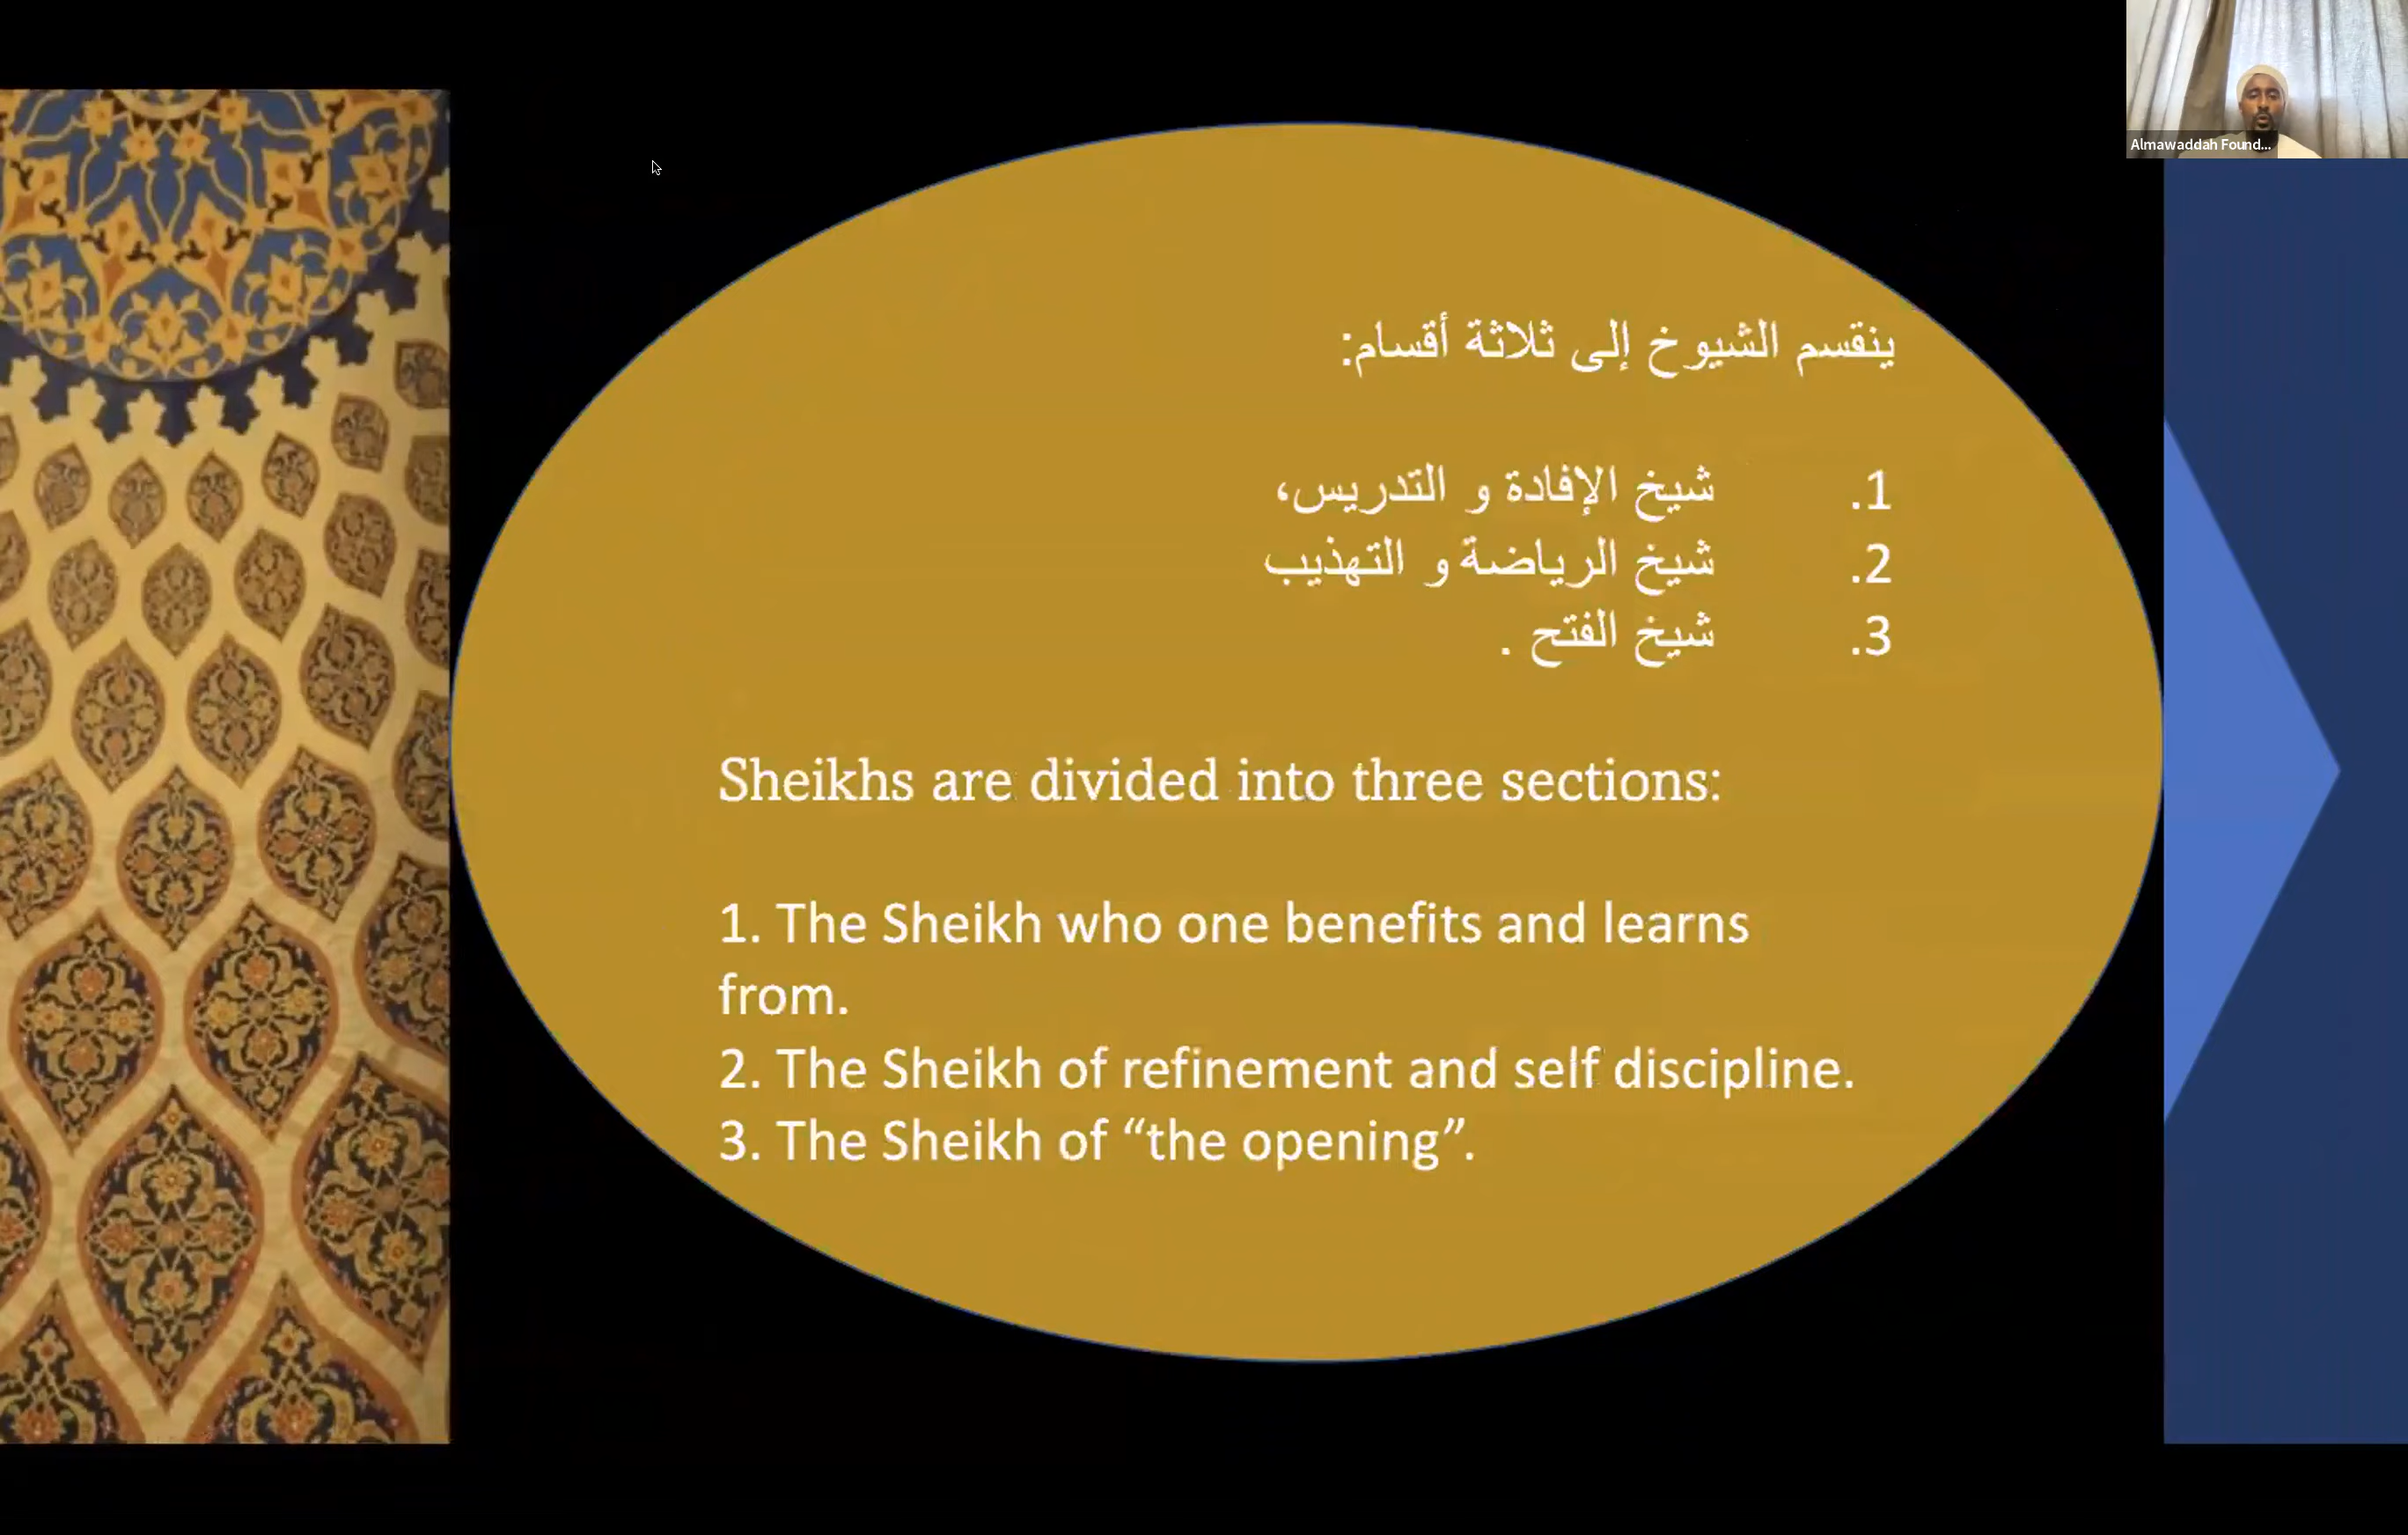 Almawaddah Found...
ينقسم الشيوخ إلى ثلاثة أقسام:
1. شيخ الإفادة و التدريس،
2. شيخ الرياضة و التهذيب
3. شيخ الفتح .
Sheikhs are divided into three sections:
1. The Sheikh who one benefits and learns
from.
2. The Sheikh of refinement and self discipline.
3. The Sheikh of “the opening”.